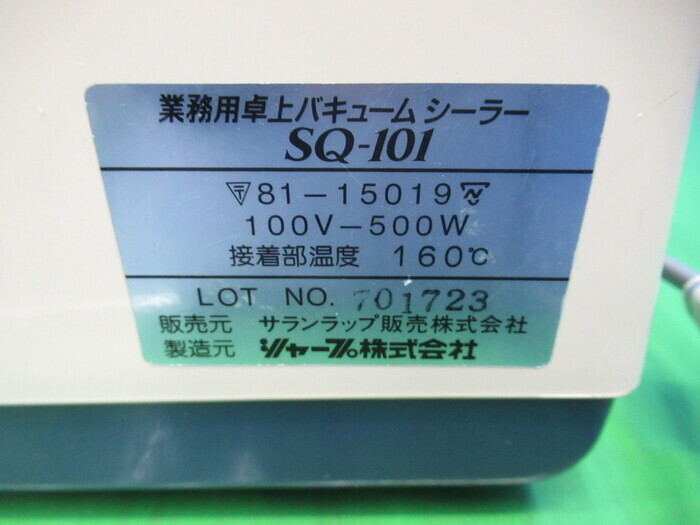 業務用卓上バキュームシーラー
SQ-101
81-15019
100V-500W
接着部温度 160℃
LOT NO. 701723
販売元 サランラップ販売株式会社
製造元 シャープ株式会社